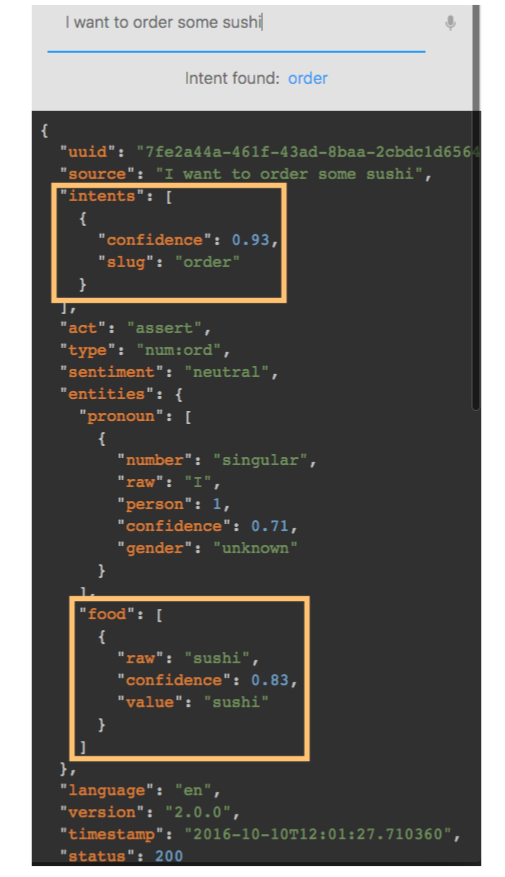 I want to order some sushi
Intent found: order
{
"uuid": "7fe2a44a-461f-43ad-8baa-2cbdc1d6564
"source": "I want to order some sushi",
"intents": [
{
"confidence": 0.93,
"slug": "order"
}
],
"act": "assert",
"type": "num:ord",
"sentiment": "neutral",
"entities": {
"pronoun": [
{
"number": "singular",
"raw": "I",
"person": 1,
"confidence": 0.71,
"gender": "unknown"
}
],
"food": [
{
"raw": "sushi",
"confidence": 0.83,
"value": "sushi"
}
]
},
"language": "en",
"version": "2.0.0",
"timestamp": "2016-10-10T12:01:27.710360",
"status": 200